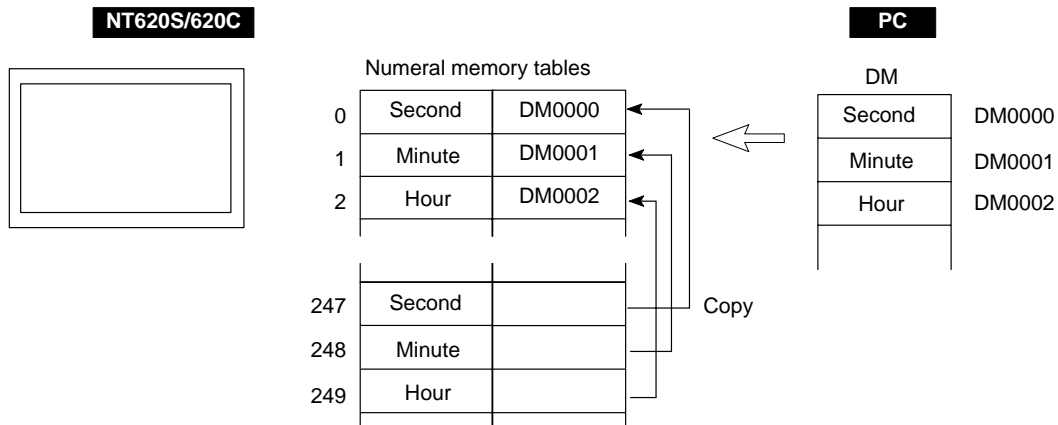 NT620S/620C
PC
Numeral memory tables
DM
0 Second DM0000
1 Minute DM0001
2 Hour DM0002
Second DM0000
Minute DM0001
Hour DM0002
247 Second
248 Minute
249 Hour
Copy